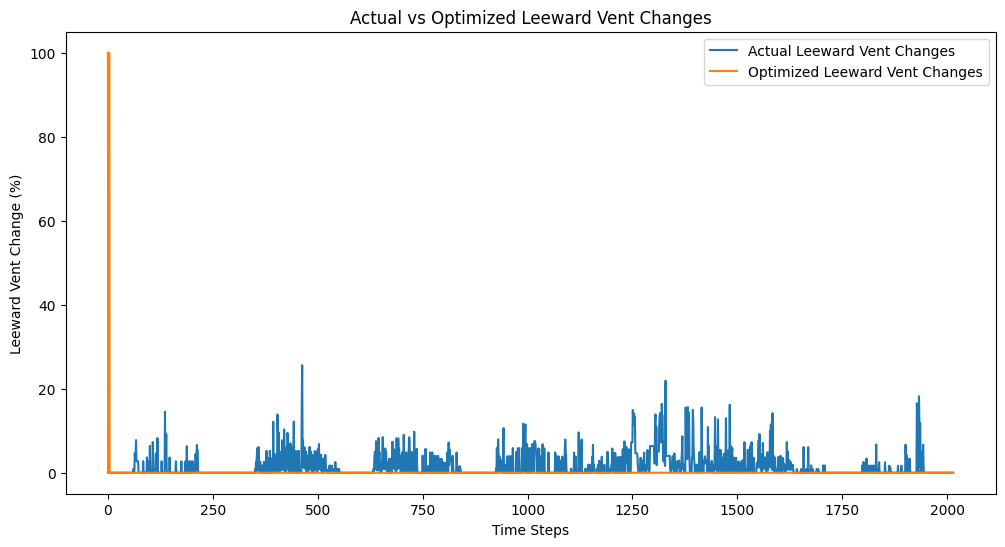 Actual vs Optimized Leeward Vent Changes
Actual Leeward Vent Changes
Optimized Leeward Vent Changes
Leeward Vent Change (%)
100
80
60
40
20
0
0 250 500 750 1000 1250 1500 1750 2000
Time Steps